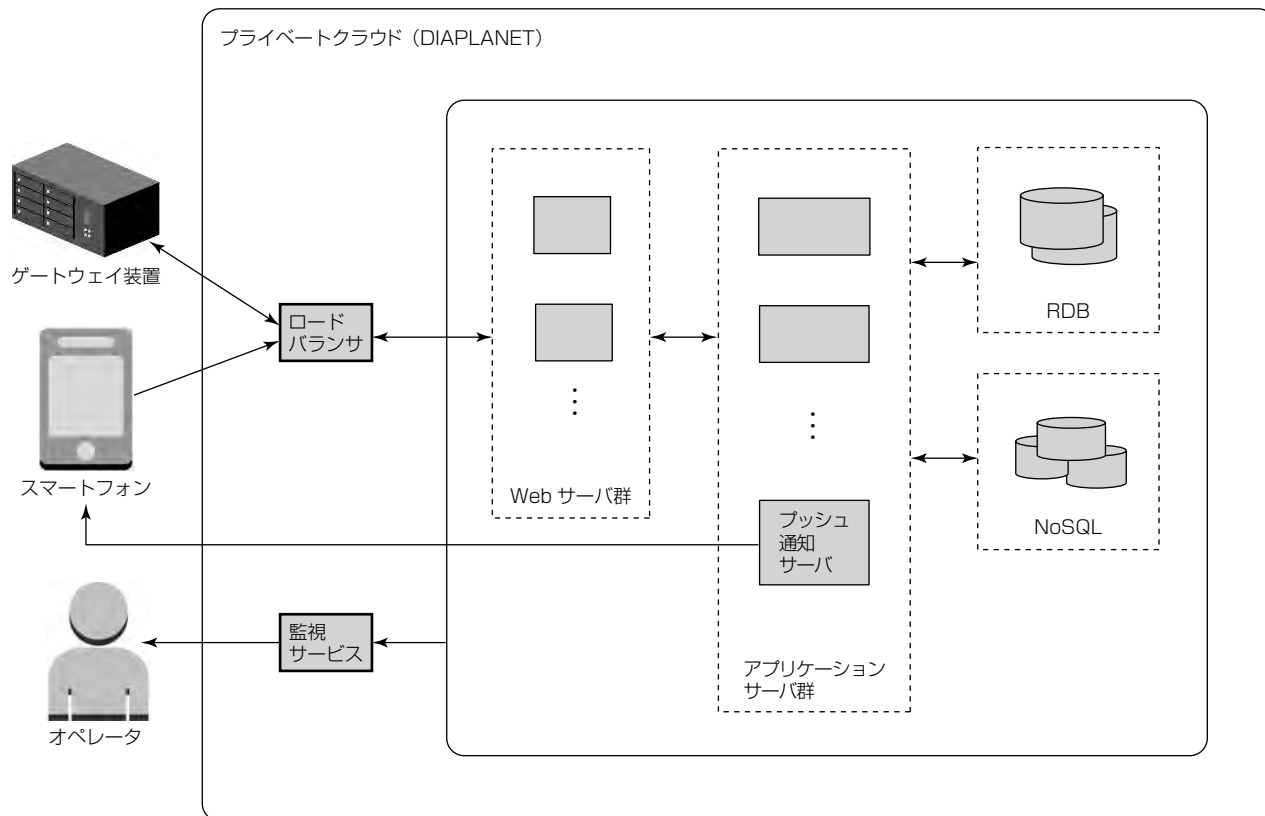 プライベートクラウド（DIAPLANET）
ゲートウェイ装置
ロード
バランサ
RDB
スマートフォン
Web サーバ群
プッシュ
通知
サーバ
NoSQL
監視
サービス
アプリケーション
サーバ群
オペレータ